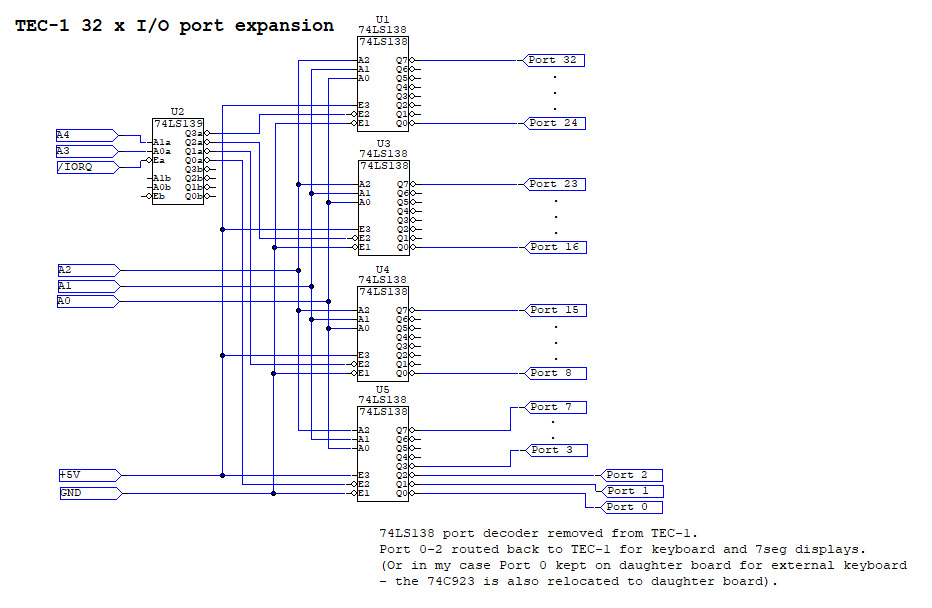 TEC-1 32 x I/O port expansion
U1
74LS138
74LS138
A2 Q7
A1 Q6
A0 Q5
Q4
Q3
E3 Q2
E2 Q1
E1 Q0
Port 32
.
.
.
Port 24
U2
74LS139
Q3a
A1a Q2a
A0a Q1a
Ea Q0a
Q3b
A1b Q2b
A0b Q1b
Eb Q0b
A4
A3
/IORQ
U3
74LS138
74LS138
A2 Q7
A1 Q6
A0 Q5
Q4
Q3
E3 Q2
E2 Q1
E1 Q0
Port 23
.
.
.
Port 16
A2
A1
A0
U4
74LS138
74LS138
A2 Q7
A1 Q6
A0 Q5
Q4
Q3
E3 Q2
E2 Q1
E1 Q0
Port 15
.
.
.
Port 8
U5
74LS138
74LS138
A2 Q7
A1 Q6
A0 Q5
Q4
Q3
E3 Q2
E2 Q1
E1 Q0
Port 7
.
.
Port 3
+5V
GND
Port 2
Port 1
Port 0
74LS138 port decoder removed from TEC-1.
Port 0-2 routed back to TEC-1 for keyboard and 7seg displays.
(Or in my case Port 0 kept on daughter board for external keyboard
- the 74C923 is also relocated to daughter board).